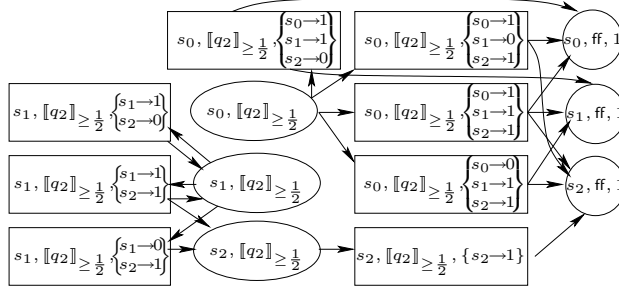 s₀, ⟦q₂⟧≥1/2, {s₀→1 s₁→1 s₂→0}
s₀, ⟦q₂⟧≥1/2, {s₀→1 s₁→0 s₂→1}
s₀, ff, 1
s₁, ⟦q₂⟧≥1/2, {s₁→1 s₂→0}
s₀, ⟦q₂⟧≥1/2
s₀, ⟦q₂⟧≥1/2, {s₀→1 s₁→1 s₂→1}
s₁, ff, 1
s₁, ⟦q₂⟧≥1/2, {s₁→1 s₂→1}
s₁, ⟦q₂⟧≥1/2
s₀, ⟦q₂⟧≥1/2, {s₀→0 s₁→1 s₂→1}
s₂, ff, 1
s₁, ⟦q₂⟧≥1/2, {s₁→0 s₂→1}
s₂, ⟦q₂⟧≥1/2
s₂, ⟦q₂⟧≥1/2, {s₂→1}